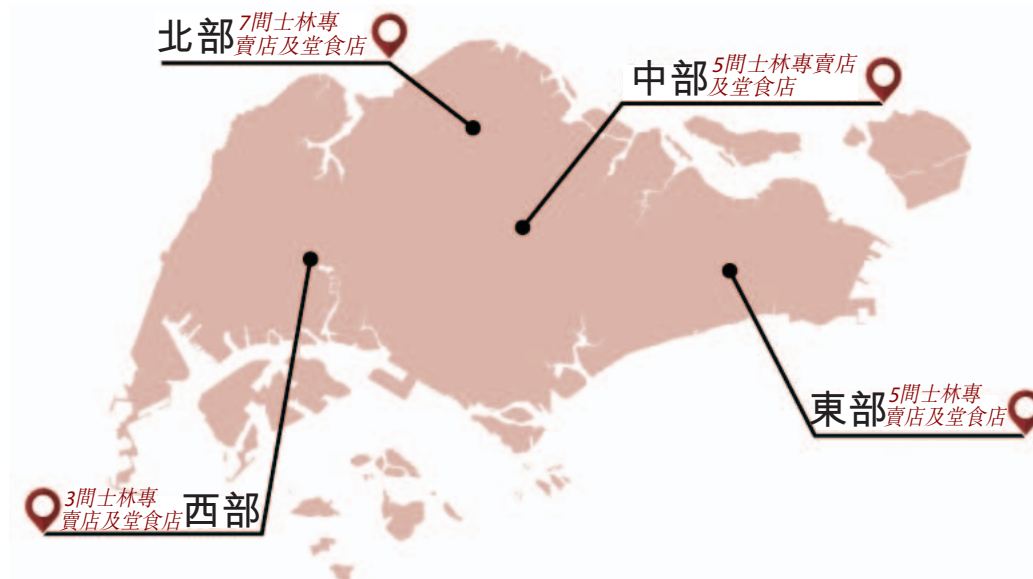 北部
7間士林專
賣店及堂食店
中部
5間士林專賣店
及堂食店
東部
5間士林專
賣店及堂食店
3間士林專
賣店及堂食店
西部